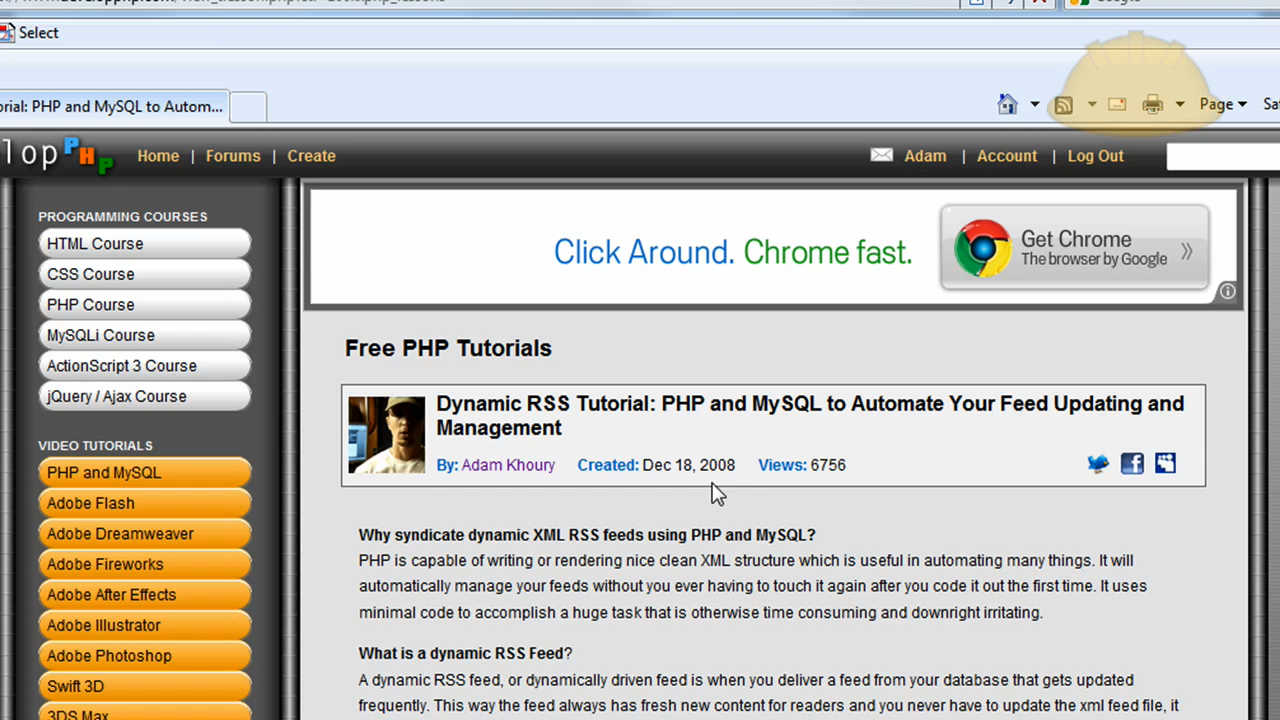 Select
orial: PHP and MySQL to Autom...
Page
lop PHP
Home | Forums | Create
Adam | Account | Log Out
PROGRAMMING COURSES
HTML Course
CSS Course
PHP Course
MySQLi Course
ActionScript 3 Course
jQuery / Ajax Course
VIDEO TUTORIALS
PHP and MySQL
Adobe Flash
Adobe Dreamweaver
Adobe Fireworks
Adobe After Effects
Adobe Illustrator
Adobe Photoshop
Swift 3D
3DS Max
Click Around. Chrome fast.
Get Chrome
The browser by Google
Free PHP Tutorials
Dynamic RSS Tutorial: PHP and MySQL to Automate Your Feed Updating and
Management
By: Adam Khoury Created: Dec 18, 2008 Views: 6756
Why syndicate dynamic XML RSS feeds using PHP and MySQL?
PHP is capable of writing or rendering nice clean XML structure which is useful in automating many things. It will
automatically manage your feeds without you ever having to touch it again after you code it out the first time. It uses
minimal code to accomplish a huge task that is otherwise time consuming and downright irritating.
What is a dynamic RSS Feed?
A dynamic RSS feed, or dynamically driven feed is when you deliver a feed from your database that gets updated
frequently. This way the feed always has fresh new content for readers and you never have to update the xml feed file, it